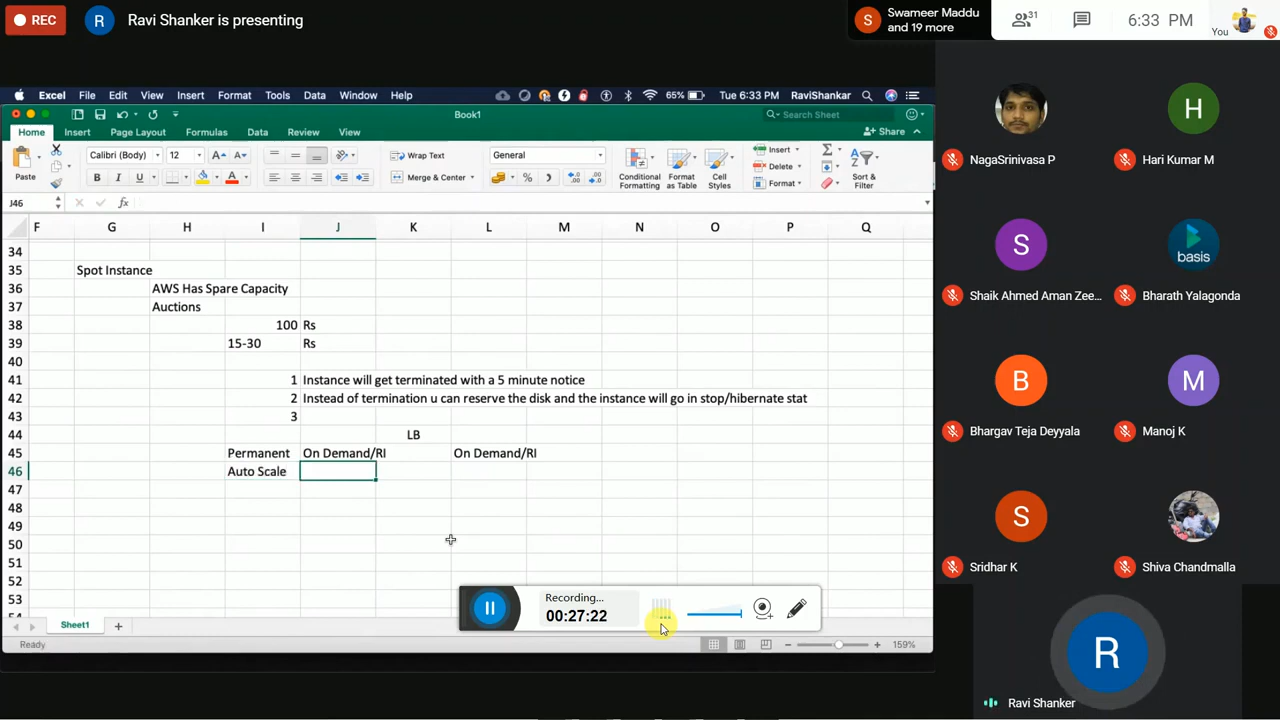 REC
R
Ravi Shanker is presenting
S
Swameer Maddu
and 19 more
31
6:33 PM
You
Excel File Edit View Insert Format Tools Data Window Help
65%
Tue 6:33 PM RaviShankar
Book1
Search Sheet
Home Insert Page Layout Formulas Data Review View
Share
Paste
Calibri (Body) 12
A A
Wrap Text
General
B I U
A
Merge & Center
%
Conditional
Formatting
Format
as Table
Cell
Styles
Insert
Delete
Format
Sort &
Filter
J46
fx
F G H I J K L M N O P Q
34
35 Spot Instance
36 AWS Has Spare Capacity
37 Auctions
38 100 Rs
39 15-30 Rs
40
41 1 Instance will get terminated with a 5 minute notice
42 2 Instead of termination u can reserve the disk and the instance will go in stop/hibernate stat
43 3
44 LB
45 Permanent On Demand/RI On Demand/RI
46 Auto Scale
47
48
49
50
51
52
53
54
Sheet1
Ready
159%
Recording...
00:27:22
NagaSrinivasa P
H
Hari Kumar M
S
Shaik Ahmed Aman Zee...
basis
Bharath Yalagonda
B
Bhargav Teja Deyyala
M
Manoj K
S
Sridhar K
Shiva Chandmalla
R
Ravi Shanker